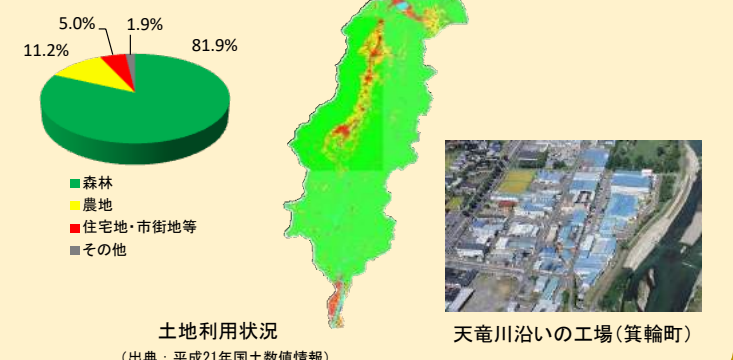 5.0%
1.9%
11.2%
81.9%
森林
農地
住宅地・市街地等
その他
土地利用状況
(出典：平成21年国土数値情報)
天竜川沿いの工場(箕輪町)